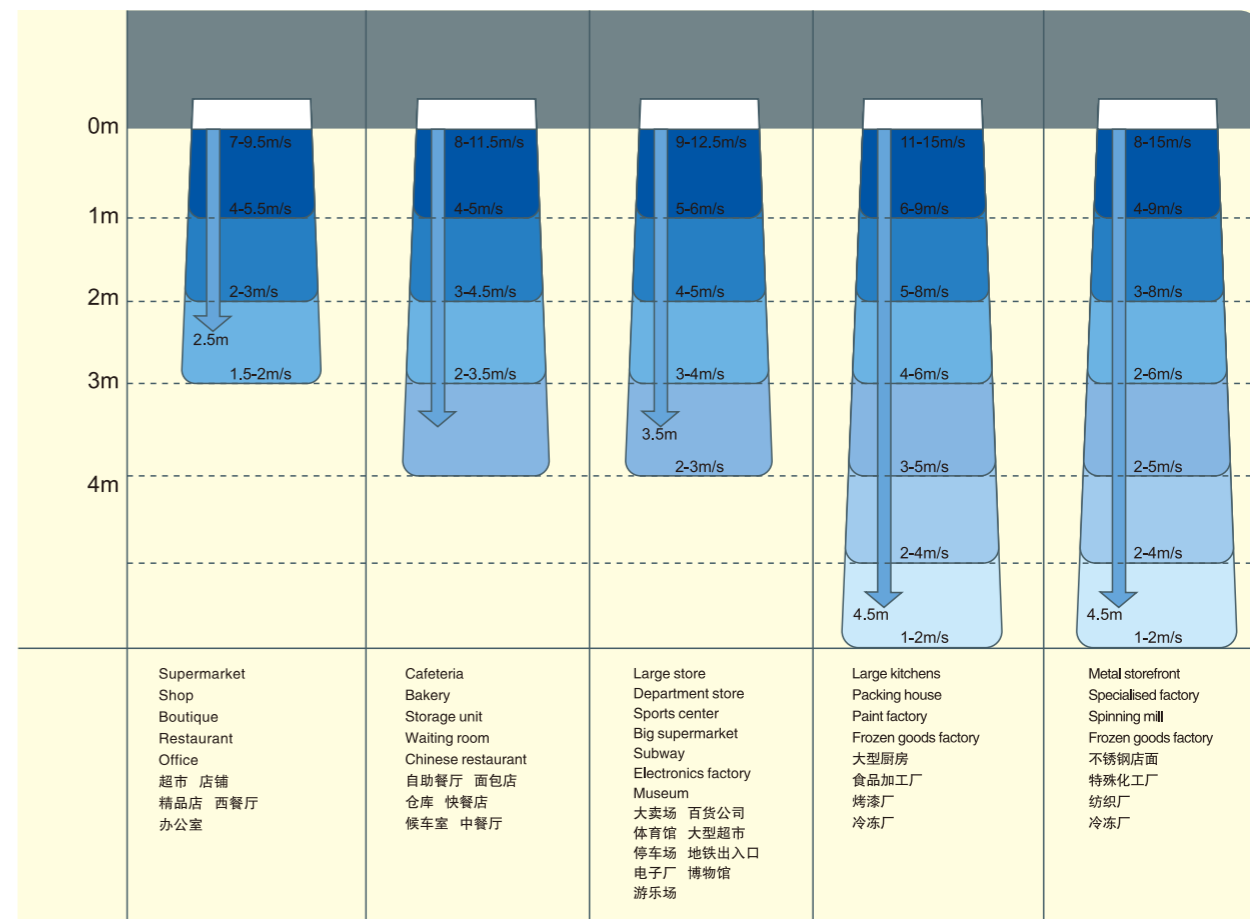 0m
1m
2m
3m
4m
7-9.5m/s
4-5.5m/s
2-3m/s
2.5m
1.5-2m/s
8-11.5m/s
4-5m/s
3-4.5m/s
2-3.5m/s
9-12.5m/s
5-6m/s
4-5m/s
3-4m/s
3.5m
2-3m/s
11-15m/s
6-9m/s
5-8m/s
4-6m/s
3-5m/s
2-4m/s
4.5m
1-2m/s
8-15m/s
4-9m/s
3-8m/s
2-6m/s
2-5m/s
2-4m/s
4.5m
1-2m/s
Supermarket
Shop
Boutique
Restaurant
Office
超市 店铺
精品店 西餐厅
办公室
Cafeteria
Bakery
Storage unit
Waiting room
Chinese restaurant
自助餐厅 面包店
仓库 快餐店
候车室 中餐厅
Large store
Department store
Sports center
Big supermarket
Subway
Electronics factory
Museum
大卖场 百货公司
体育馆 大型超市
停车场 地铁出入口
电子厂 博物馆
游乐场
Large kitchens
Packing house
Paint factory
Frozen goods factory
大型厨房
食品加工厂
烤漆厂
冷冻厂
Metal storefront
Specialised factory
Spinning mill
Frozen goods factory
不锈钢店面
特殊化工厂
纺织厂
冷冻厂